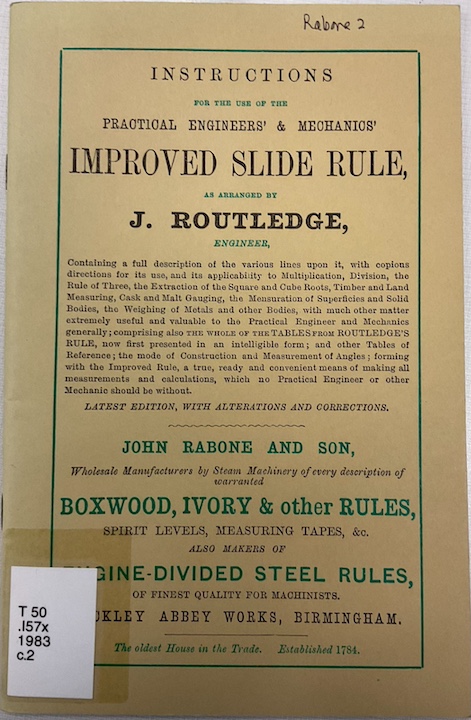 Rabone 2
INSTRUCTIONS
FOR THE USE OF THE
PRACTICAL ENGINEERS' & MECHANICS'
IMPROVED SLIDE RULE,
AS ARRANGED BY
J. ROUTLEDGE,
ENGINEER,
Containing a full description of the various lines upon it, with copious
directions for its use, and its applicability to Multiplication, Division, the
Rule of Three, the Extraction of the Square and Cube Roots, Timber and Land
Measuring, Cask and Malt Gauging, the Mensuration of Superficies and Solid
Bodies, the Weighing of Metals and other Bodies, with much other matter
extremely useful and valuable to the Practical Engineer and Mechanics
generally; comprising also THE WHOLE OF THE TABLES FROM ROUTLEDGE'S
RULE, now first presented in an intelligible form; and other Tables of
Reference; the mode of Construction and Measurement of Angles; forming
with the Improved Rule, a true, ready and convenient means of making all
measurements and calculations, which no Practical Engineer or other
Mechanic should be without.
LATEST EDITION, WITH ALTERATIONS AND CORRECTIONS.
JOHN RABONE AND SON,
Wholesale Manufacturers by Steam Machinery of every description of
warranted
BOXWOOD, IVORY & other RULES,
SPIRIT LEVELS, MEASURING TAPES, &c.
ALSO MAKERS OF
ENGINE-DIVIDED STEEL RULES,
OF FINEST QUALITY FOR MACHINISTS.
OCKLEY ABBEY WORKS, BIRMINGHAM.
The oldest House in the Trade. Established 1784.
T 50
.I57x
1983
c.2